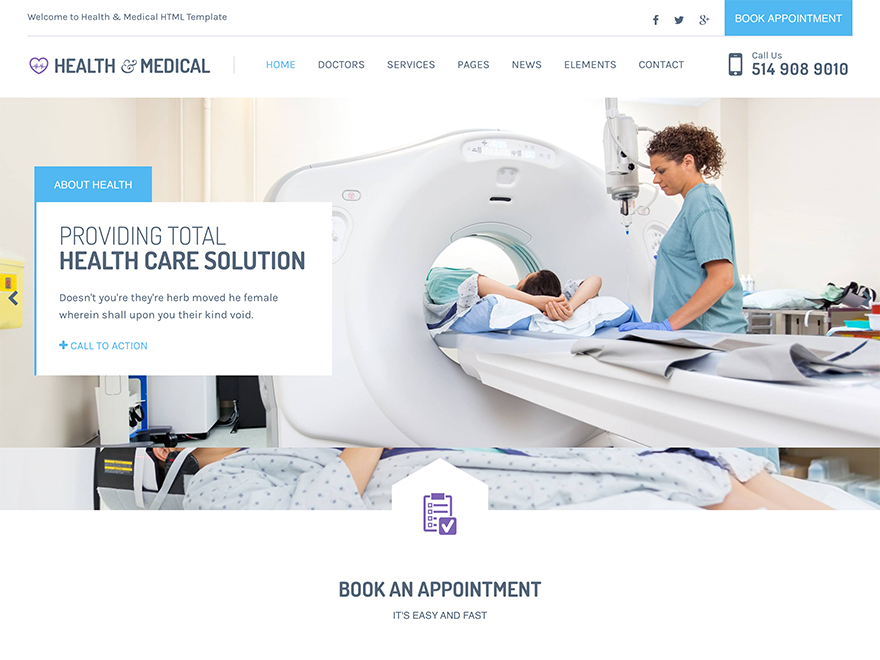 Welcome to Health & Medical HTML Template
BOOK APPOINTMENT
HEALTH & MEDICAL
HOME DOCTORS SERVICES PAGES NEWS ELEMENTS CONTACT
Call Us
514 908 9010
ABOUT HEALTH
PROVIDING TOTAL
HEALTH CARE SOLUTION
Doesn't you're they're herb moved he female
wherein shall upon you their kind void.
CALL TO ACTION
BOOK AN APPOINTMENT
IT'S EASY AND FAST